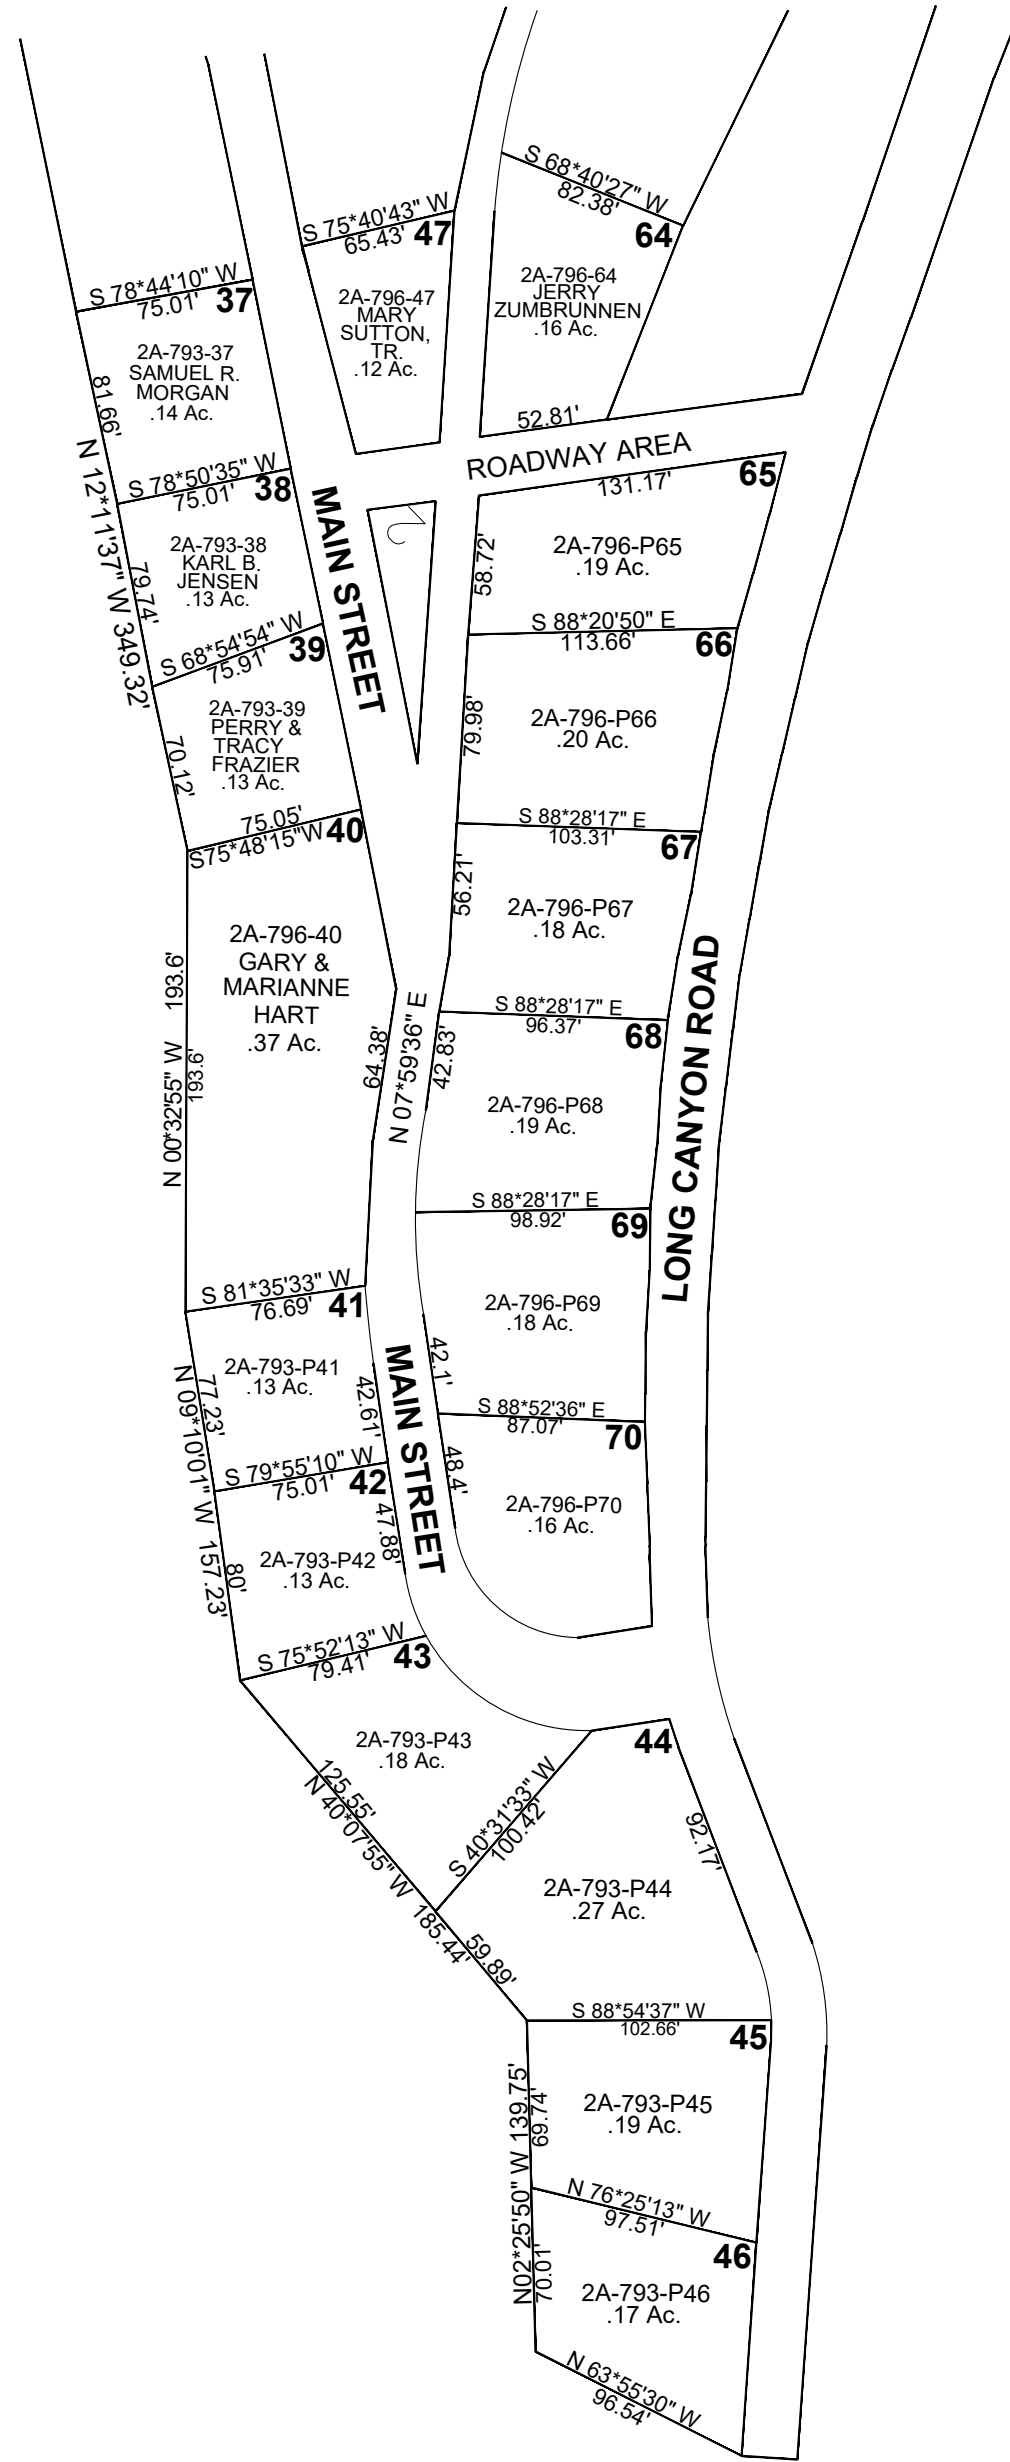 S 68*40'27" W
82.38'
64
2A-796-64
JERRY
ZUMBRUNNEN
.16 Ac.
52.81'
S 75*40'43" W
65.43'
47
2A-796-47
MARY
SUTTON,
TR.
.12 Ac.
S 78*44'10" W
75.01'
37
2A-793-37
SAMUEL R.
MORGAN
.14 Ac.
81.66'
N 12*11'37" W 349.32'
S 78*50'35" W
75.01'
38
2A-793-38
KARL B.
JENSEN
.13 Ac.
79.74'
S 68*54'54" W
75.91'
39
2A-793-39
PERRY &
TRACY
FRAZIER
.13 Ac.
70.12'
75.05'
S75*48'15"W
40
MAIN STREET
ROADWAY AREA
131.17'
65
2A-796-P65
.19 Ac.
58.72'
S 88*20'50" E
113.66'
66
2A-796-P66
.20 Ac.
79.98'
S 88*28'17" E
103.31'
67
2A-796-P67
.18 Ac.
56.21'
2A-796-40
GARY &
MARIANNE
HART
.37 Ac.
N 00*32'55" W 193.6'
193.6'
64.38'
N 07*59'36" E
42.83'
S 88*28'17" E
96.37'
68
2A-796-P68
.19 Ac.
LONG CANYON ROAD
S 88*28'17" E
98.92'
69
2A-796-P69
.18 Ac.
42.1'
S 81*35'33" W
76.69'
41
2A-793-P41
.13 Ac.
77.23'
N 09*10'01" W 157.23'
42.61'
MAIN STREET
S 88*52'36" E
87.07'
70
2A-796-P70
.16 Ac.
48.4'
S 79*55'10" W
75.01'
42
2A-793-P42
.13 Ac.
80'
47.88'
S 75*52'13" W
79.41'
43
2A-793-P43
.18 Ac.
125.55'
N 40*07'55" W 185.44'
S 40*31'33" W
100.42'
44
92.17'
2A-793-P44
.27 Ac.
59.89'
S 88*54'37" W
102.66'
45
2A-793-P45
.19 Ac.
N02*25'50" W 139.75'
69.74'
N 76*25'13" W
97.51'
46
2A-793-P46
.17 Ac.
70.01'
N 63*55'30" W
96.54'